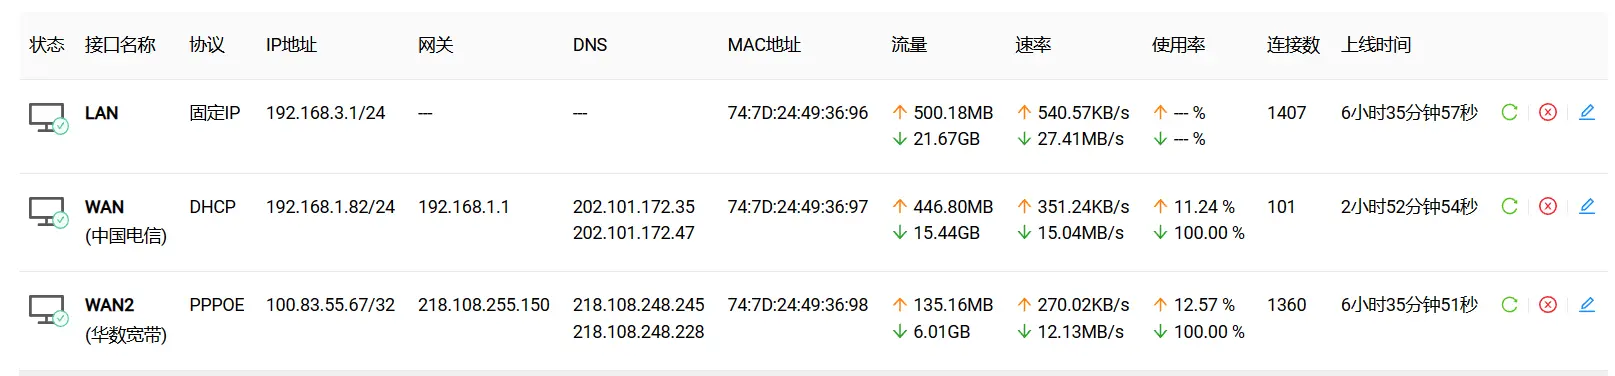 状态 接口名称 协议 IP地址 网关 DNS MAC地址 流量 速率 使用率 连接数 上线时间
LAN 固定IP 192.168.3.1/24 --- --- 74:7D:24:49:36:96 ↑ 500.18MB ↑ 540.57KB/s ↑ --- % 1407 6小时35分钟57秒
↓ 21.67GB ↓ 27.41MB/s ↓ --- %
WAN DHCP 192.168.1.82/24 192.168.1.1 202.101.172.35 74:7D:24:49:36:97 ↑ 446.80MB ↑ 351.24KB/s ↑ 11.24 % 101 2小时52分钟54秒
(中国电信) 202.101.172.47 ↓ 15.44GB ↓ 15.04MB/s ↓ 100.00 %
WAN2 PPPOE 100.83.55.67/32 218.108.255.150 218.108.248.245 74:7D:24:49:36:98 ↑ 135.16MB ↑ 270.02KB/s ↑ 12.57 % 1360 6小时35分钟51秒
(华数宽带) 218.108.248.228 ↓ 6.01GB ↓ 12.13MB/s ↓ 100.00 %